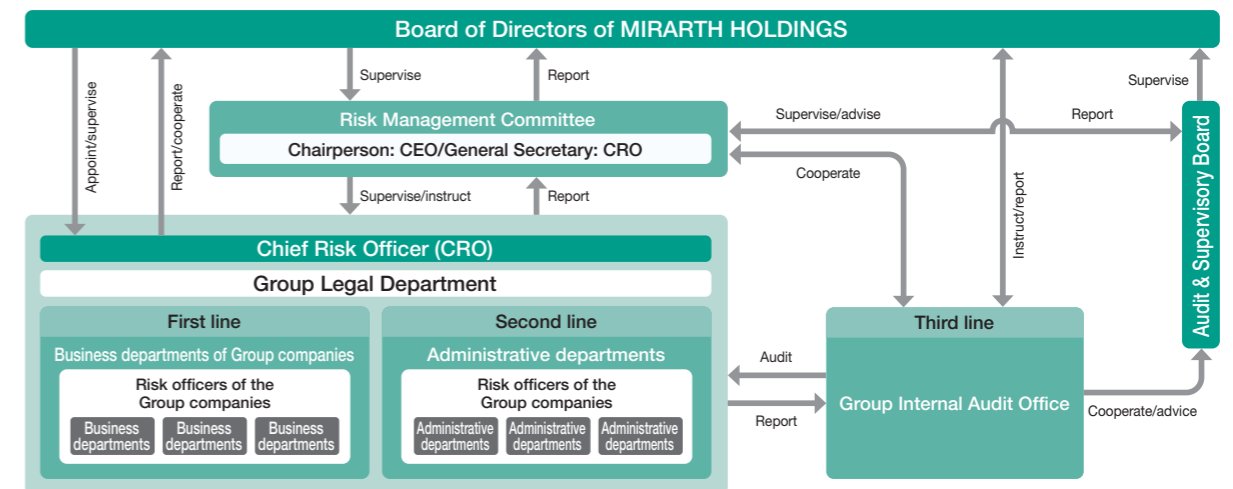 Board of Directors of MIRARTH HOLDINGS
Appoint/supervise
Report/cooperate
Supervise
Report
Supervise
Risk Management Committee
Chairperson: CEO/General Secretary: CRO
Supervise/advise
Report
Cooperate
Instruct/report
Audit & Supervisory Board
Supervise/instruct
Report
Chief Risk Officer (CRO)
Group Legal Department
First line
Business departments of Group companies
Risk officers of the
Group companies
Business
departments
Business
departments
Business
departments
Second line
Administrative departments
Risk officers of the
Group companies
Administrative
departments
Administrative
departments
Administrative
departments
Audit
Report
Third line
Group Internal Audit Office
Cooperate/advice